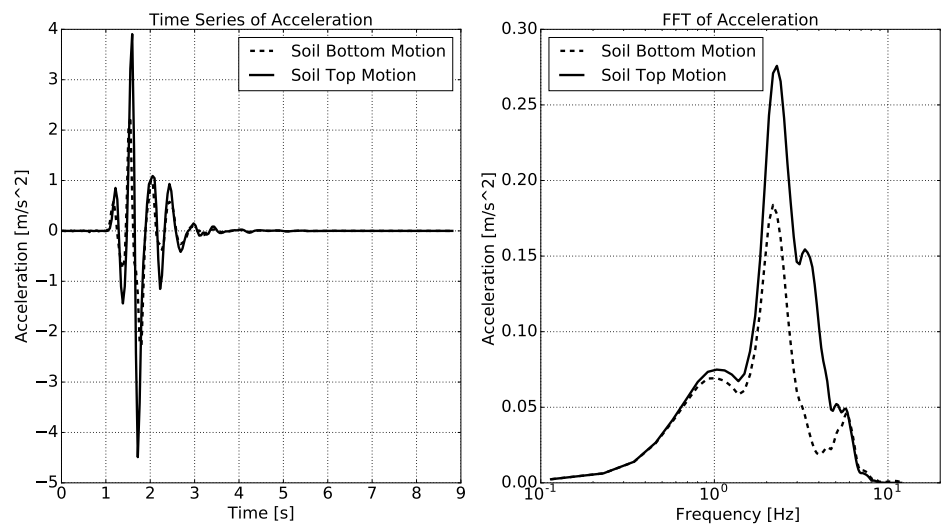 Time Series of Acceleration
Soil Bottom Motion
Soil Top Motion
4
3
2
1
0
−1
−2
−3
−4
−5
Acceleration [m/s^2]
0 1 2 3 4 5 6 7 8 9
Time [s]
FFT of Acceleration
Soil Bottom Motion
Soil Top Motion
0.30
0.25
0.20
0.15
0.10
0.05
0.00
Acceleration [m/s^2]
10^-1 10^0 10^1
Frequency [Hz]